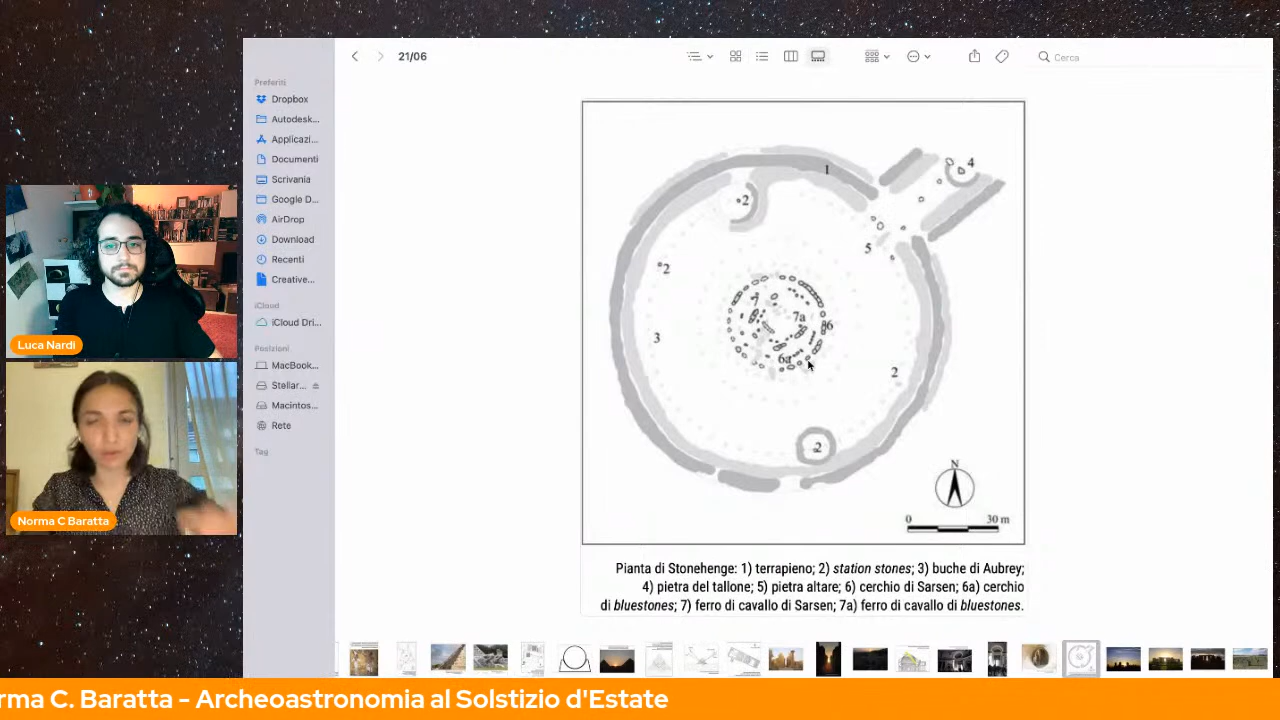 21/06
Cerca
Preferiti
Dropbox
Autodesk...
Applicazi...
Documenti
Scrivania
Google D...
AirDrop
Download
Recenti
Creative...
iCloud
iCloud Dri...
Posizioni
MacBook...
Stellar...
Macintos...
Rete
Tag
Luca Nardi
Norma C Baratta
1
4
2
5
2
7a
6
3
6a
2
2
N
0 30 m
Pianta di Stonehenge: 1) terrapieno; 2) station stones; 3) buche di Aubrey;
4) pietra del tallone; 5) pietra altare; 6) cerchio di Sarsen; 6a) cerchio
di bluestones; 7) ferro di cavallo di Sarsen; 7a) ferro di cavallo di bluestones.
rma C. Baratta - Archeoastronomia al Solstizio d'Estate